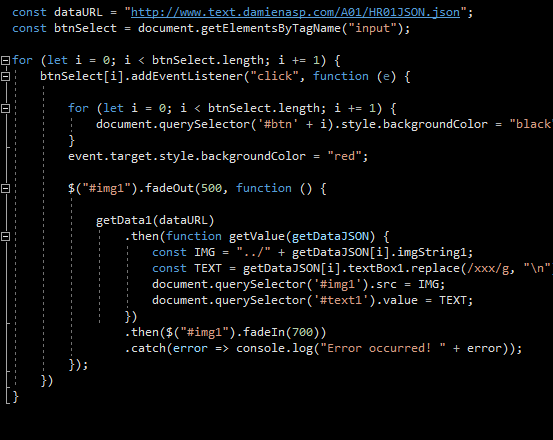 const dataURL = "http://www.text.damienasp.com/A01/HR01JSON.json";
const btnSelect = document.getElementsByTagName("input");
for (let i = 0; i < btnSelect.length; i += 1) {
btnSelect[i].addEventListener("click", function (e) {
for (let i = 0; i < btnSelect.length; i += 1) {
document.querySelector('#btn' + i).style.backgroundColor = "black"
}
event.target.style.backgroundColor = "red";
$("#img1").fadeOut(500, function () {
getData1(dataURL)
.then(function getValue(getDataJSON) {
const IMG = "../" + getDataJSON[i].imgString1;
const TEXT = getDataJSON[i].textBox1.replace(/xxx/g, "\n"
document.querySelector('#img1').src = IMG;
document.querySelector('#text1').value = TEXT;
})
.then($("#img1").fadeIn(700))
.catch(error => console.log("Error occurred! " + error));
});
})
}